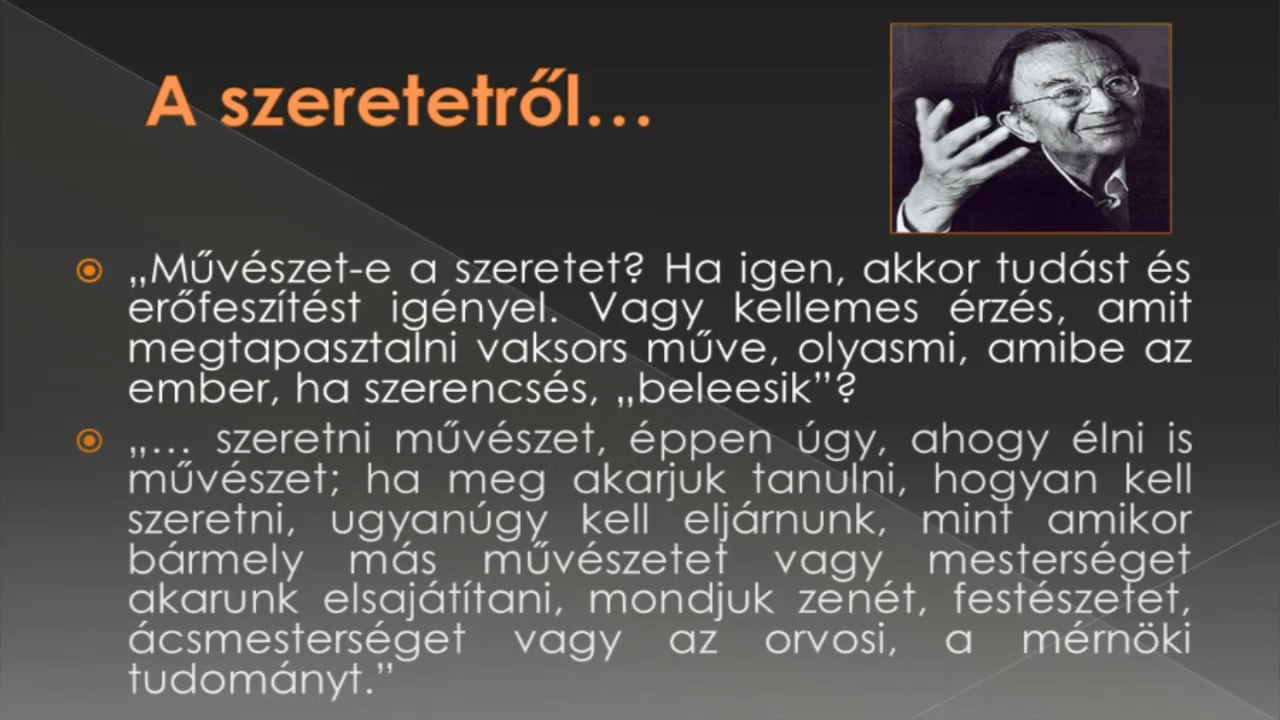 A szeretetről…
„Művészet-e a szeretet? Ha igen, akkor tudást és
erőfeszítést igényel. Vagy kellemes érzés, amit
megtapasztalni vaksors műve, olyasmi, amibe az
ember, ha szerencsés, „beleesik”?
„… szeretni művészet, éppen úgy, ahogy élni is
művészet; ha meg akarjuk tanulni, hogyan kell
szeretni, ugyanúgy kell eljárnunk, mint amikor
bármely más művészetet vagy mesterséget
akarunk elsajátítani, mondjuk zenét, festészetet,
ácsmesterséget vagy az orvosi, a mérnöki
tudományt.”